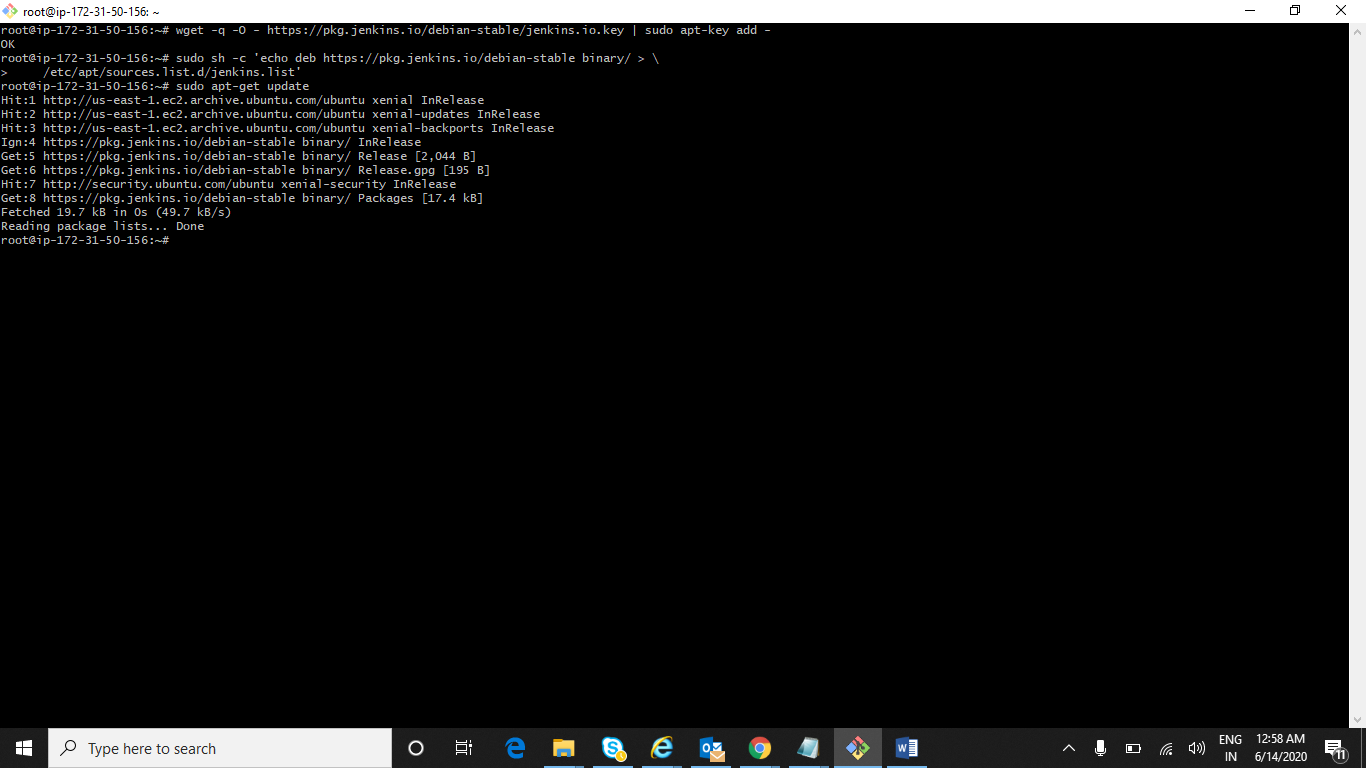 root@ip-172-31-50-156: ~
root@ip-172-31-50-156:~# wget -q -O - https://pkg.jenkins.io/debian-stable/jenkins.io.key | sudo apt-key add -
OK
root@ip-172-31-50-156:~# sudo sh -c 'echo deb https://pkg.jenkins.io/debian-stable binary/ > \
>     /etc/apt/sources.list.d/jenkins.list'
root@ip-172-31-50-156:~# sudo apt-get update
Hit:1 http://us-east-1.ec2.archive.ubuntu.com/ubuntu xenial InRelease
Hit:2 http://us-east-1.ec2.archive.ubuntu.com/ubuntu xenial-updates InRelease
Hit:3 http://us-east-1.ec2.archive.ubuntu.com/ubuntu xenial-backports InRelease
Ign:4 https://pkg.jenkins.io/debian-stable binary/ InRelease
Get:5 https://pkg.jenkins.io/debian-stable binary/ Release [2,044 B]
Get:6 https://pkg.jenkins.io/debian-stable binary/ Release.gpg [195 B]
Hit:7 http://security.ubuntu.com/ubuntu xenial-security InRelease
Get:8 https://pkg.jenkins.io/debian-stable binary/ Packages [17.4 kB]
Fetched 19.7 kB in 0s (49.7 kB/s)
Reading package lists... Done
root@ip-172-31-50-156:~#
Type here to search
ENG
IN
12:58 AM
6/14/2020
11